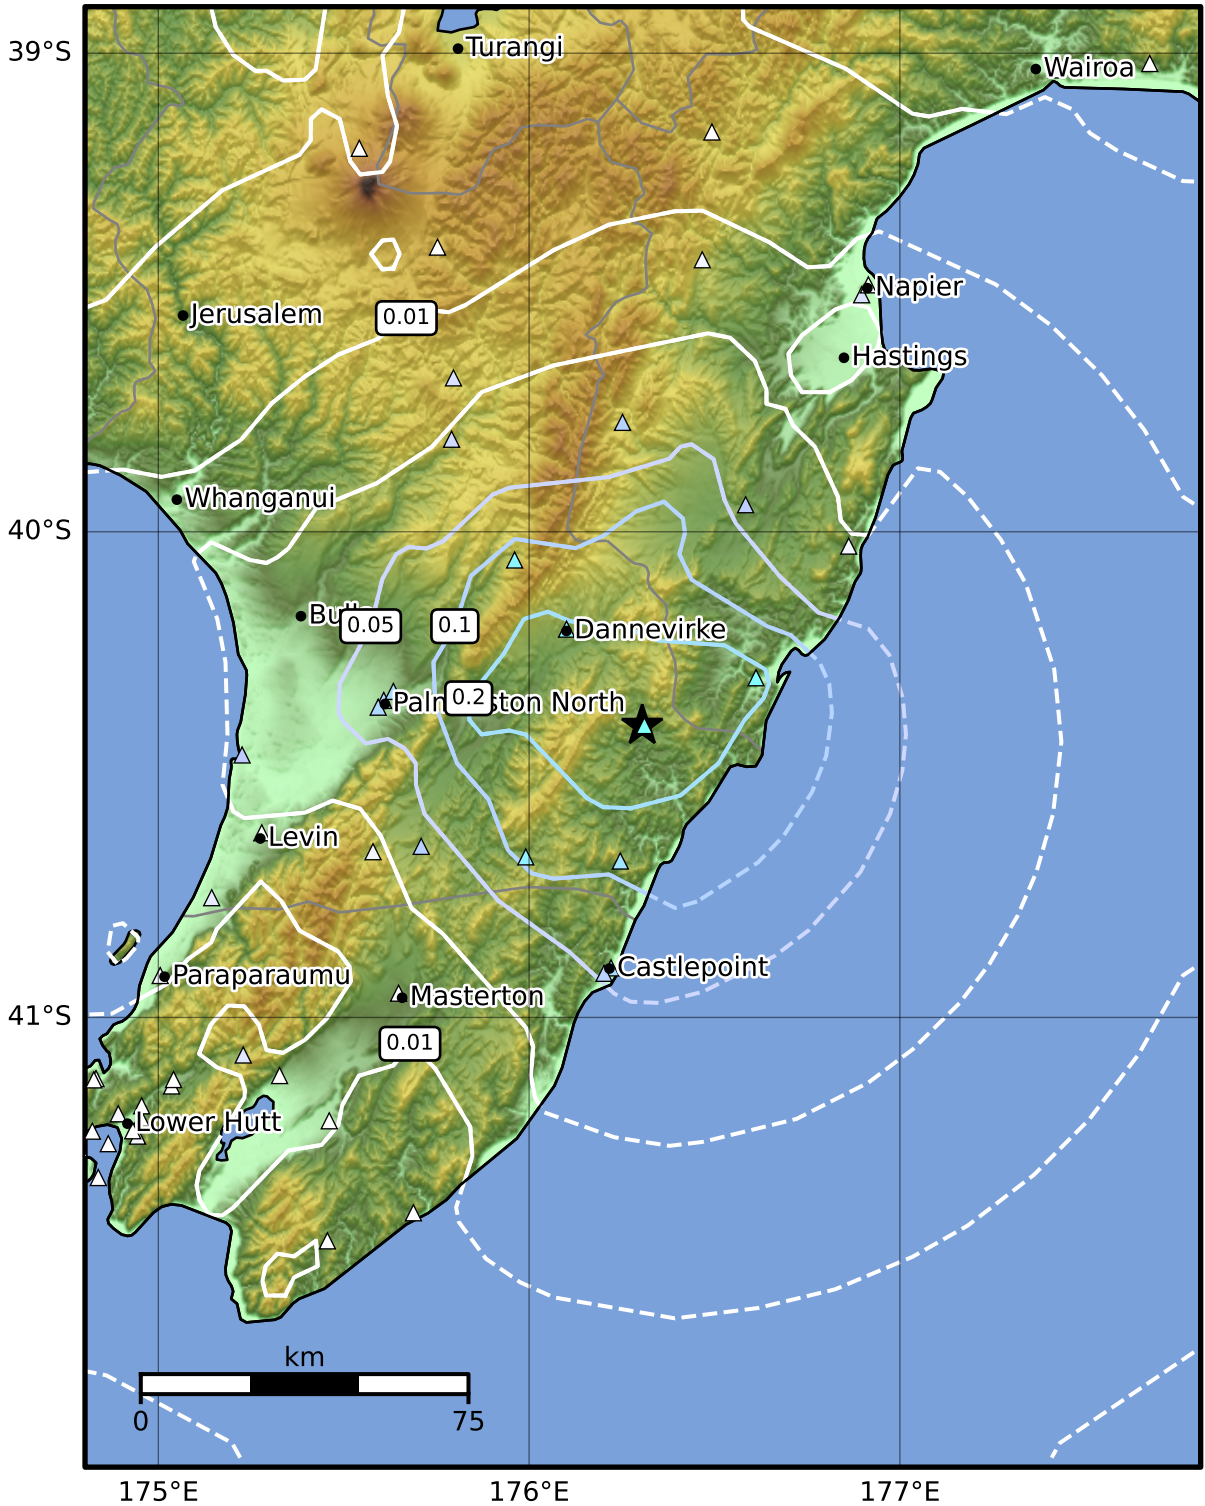 39°S
Turangi
Wairoa
Napier
Jerusalem
0.01
Hastings
Whanganui
40°S
0.05
0.1
Dannevirke
0.2
Levin
Paraparaumu
Castlepoint
Masterton
41°S
0.01
Lower Hutt
km
0
75
175°E
176°E
177°E